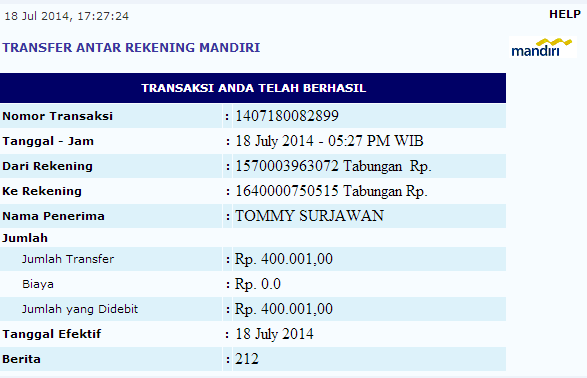 18 Jul 2014, 17:27:24 HELP
TRANSFER ANTAR REKENING MANDIRI mandiri
TRANSAKSI ANDA TELAH BERHASIL
Nomor Transaksi : 1407180082899
Tanggal - Jam : 18 July 2014 - 05:27 PM WIB
Dari Rekening : 1570003963072 Tabungan Rp.
Ke Rekening : 1640000750515 Tabungan Rp.
Nama Penerima : TOMMY SURJAWAN
Jumlah
Jumlah Transfer : Rp. 400.001,00
Biaya : Rp. 0.0
Jumlah yang Didebit : Rp. 400.001,00
Tanggal Efektif : 18 July 2014
Berita : 212